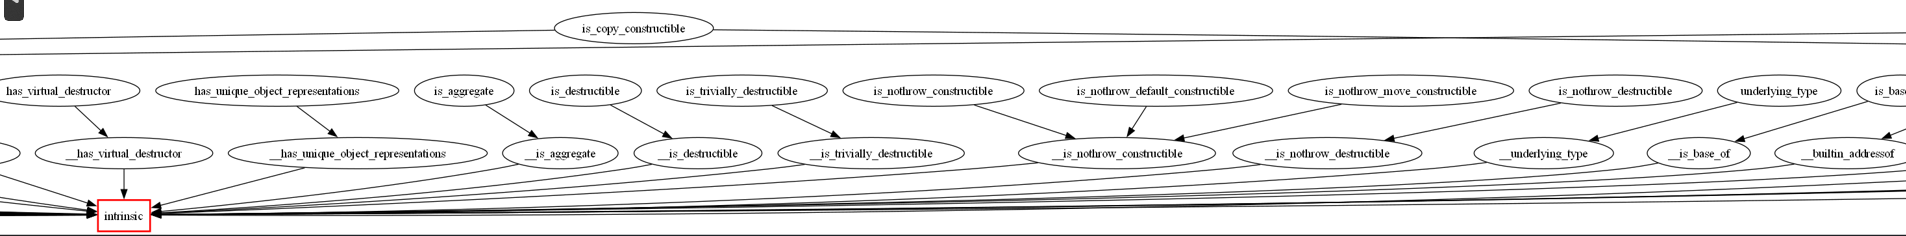 is_copy_constructible
has_virtual_destructor
has_unique_object_representations
is_aggregate
is_destructible
is_trivially_destructible
is_nothrow_constructible
is_nothrow_default_constructible
is_nothrow_move_constructible
is_nothrow_destructible
underlying_type
is_bas
__has_virtual_destructor
__has_unique_object_representations
__is_aggregate
__is_destructible
__is_trivially_destructible
__is_nothrow_constructible
__is_nothrow_destructible
__underlying_type
__is_base_of
__builtin_addressof
intrinsic